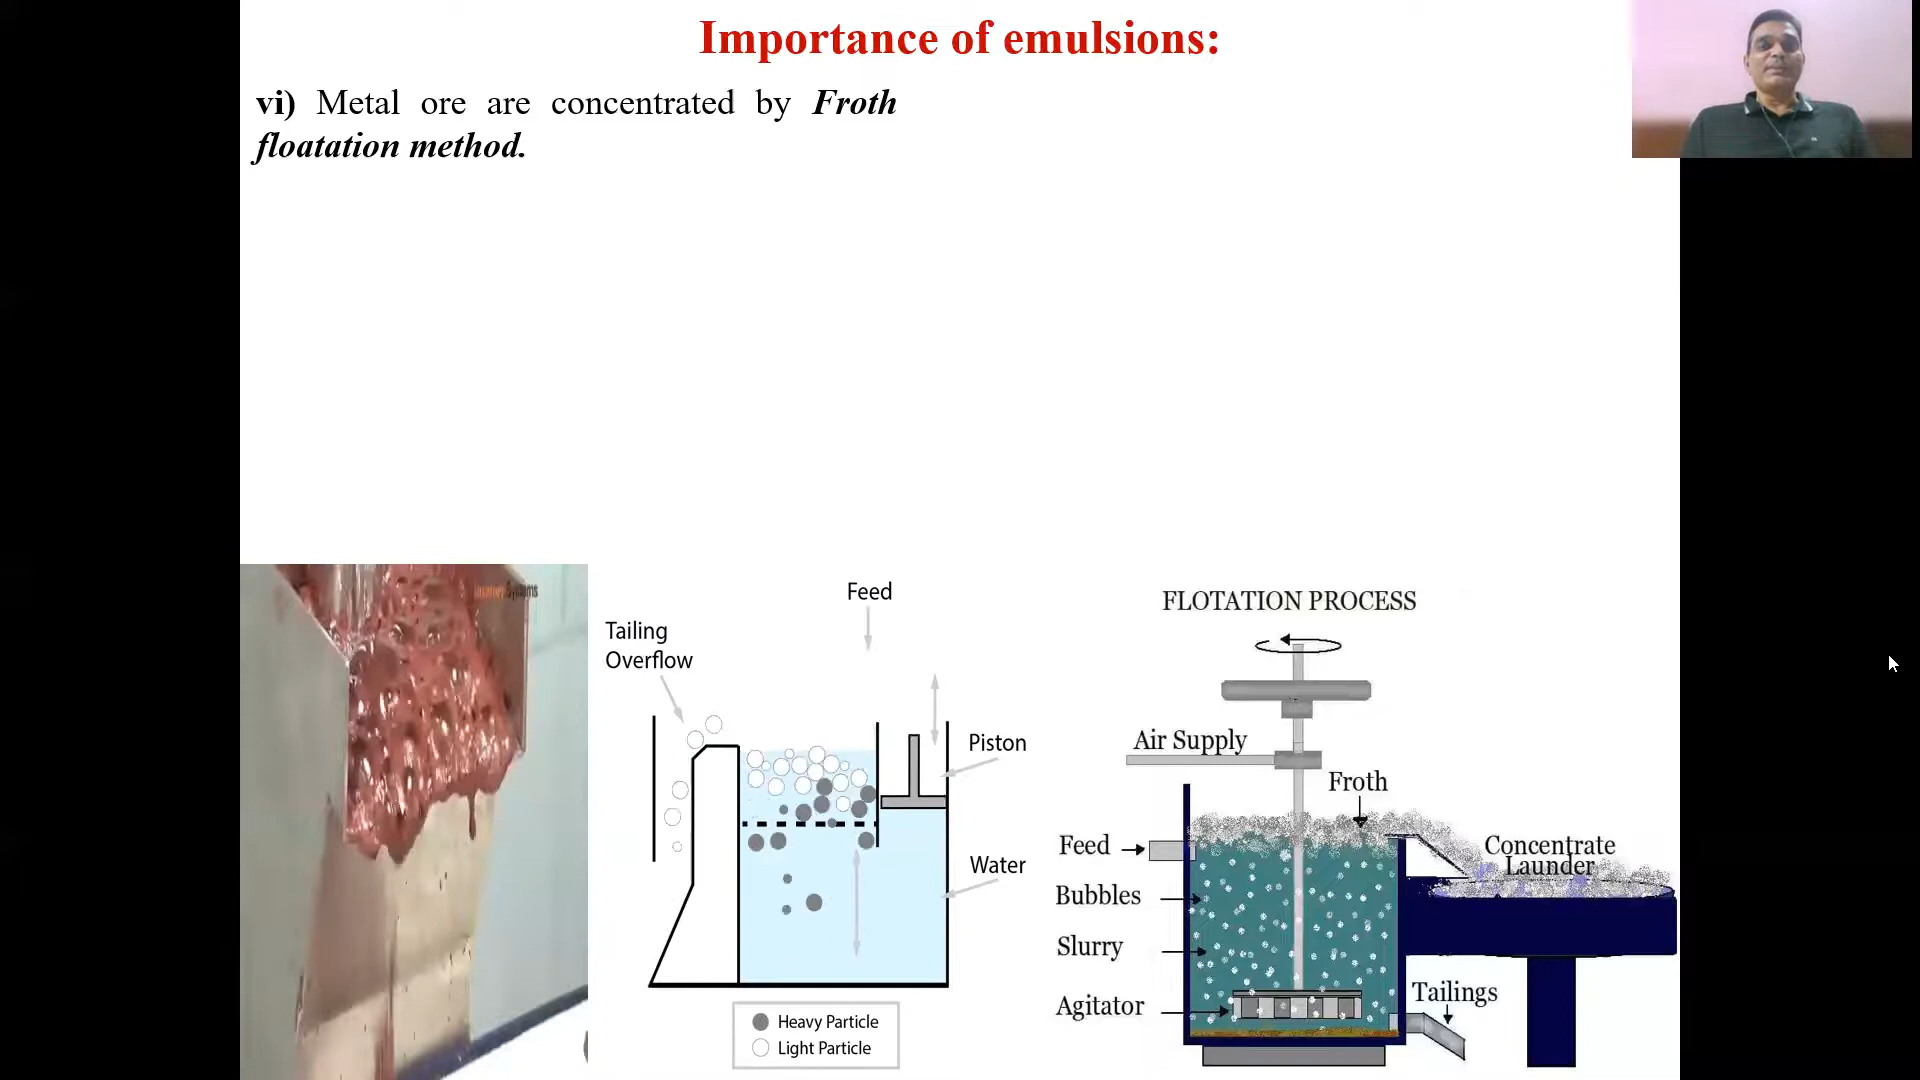 Importance of emulsions:
vi) Metal ore are concentrated by Froth
floatation method.
Systems
Feed
Tailing
Overflow
Piston
Water
Heavy Particle
Light Particle
FLOTATION PROCESS
Air Supply
Froth
Feed
Concentrate
Launder
Bubbles
Slurry
Agitator
Tailings